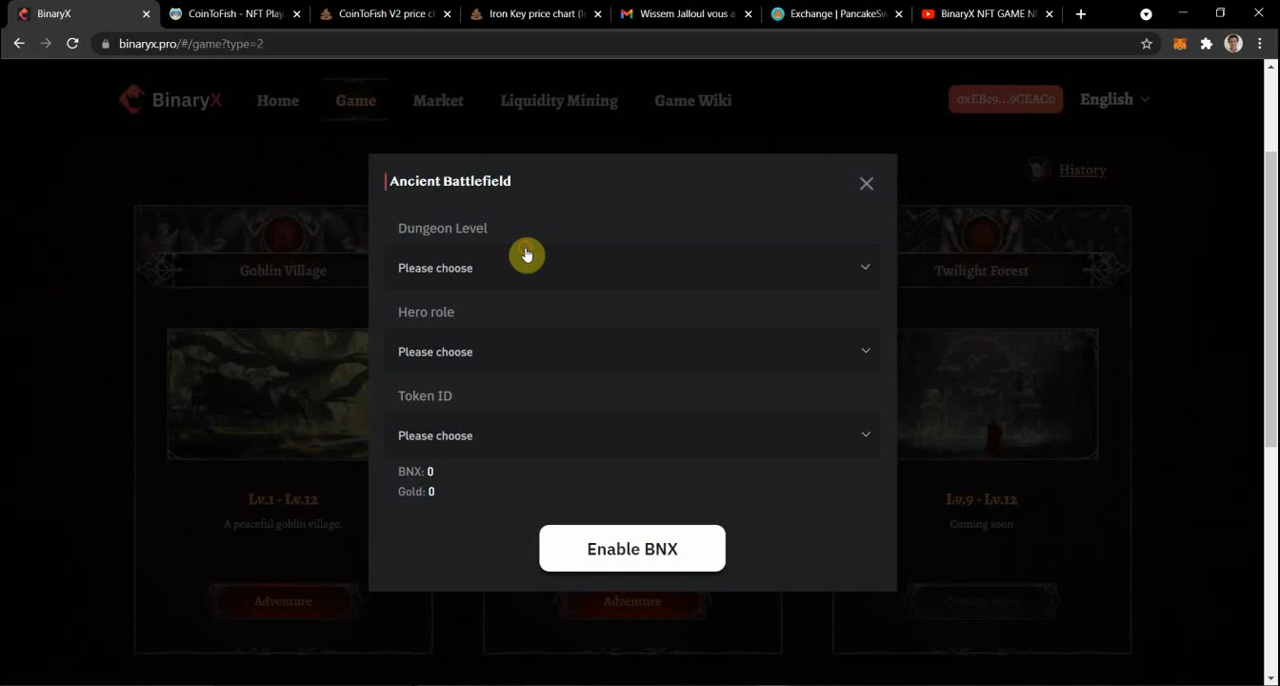 BinaryX
CoinToFish - NFT Play
CoinToFish V2 price c
Iron Key price chart (I
Wissem Jalloul vous a
Exchange | PancakeSw
BinaryX NFT GAME N
binaryx.pro/#/game?type=2
BinaryX
Home
Game
Market
Liquidity Mining
Game Wiki
English
History
Ancient Battlefield
Dungeon Level
Please choose
Hero role
Please choose
Token ID
Please choose
BNX: 0
Gold: 0
Enable BNX
Goblin Village
Lv.1 - Lv.12
A peaceful goblin village.
Adventure
Adventure
Twilight Forest
Lv.9 - Lv.12
Coming soon